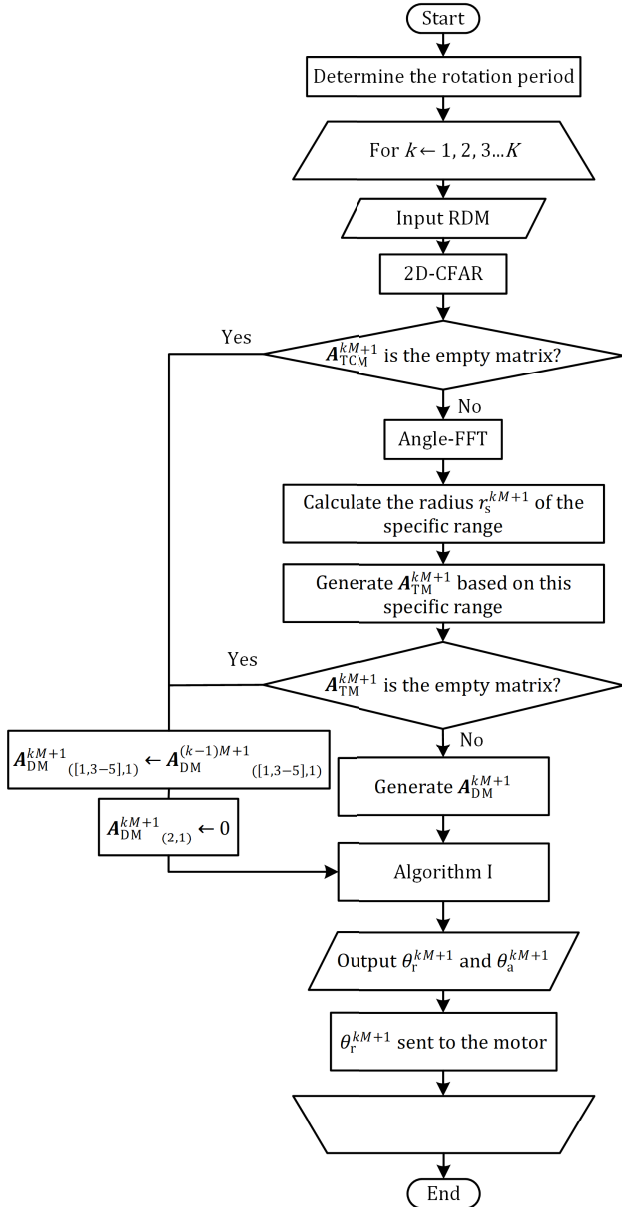 Start
Determine the rotation period
For k ← 1, 2, 3...K
Input RDM
2D-CFAR
Yes
A_TCM^{kM+1} is the empty matrix?
No
Angle-FFT
Calculate the radius r_s^{kM+1} of the
specific range
Generate A_TM^{kM+1} based on this
specific range
Yes
A_TM^{kM+1} is the empty matrix?
No
A_DM^{kM+1}_{([1,3−5],1)} ← A_DM^{(k−1)M+1}_{([1,3−5],1)}
Generate A_DM^{kM+1}
A_DM^{kM+1}_{(2,1)} ← 0
Algorithm I
Output θ_r^{kM+1} and θ_a^{kM+1}
θ_r^{kM+1} sent to the motor
End